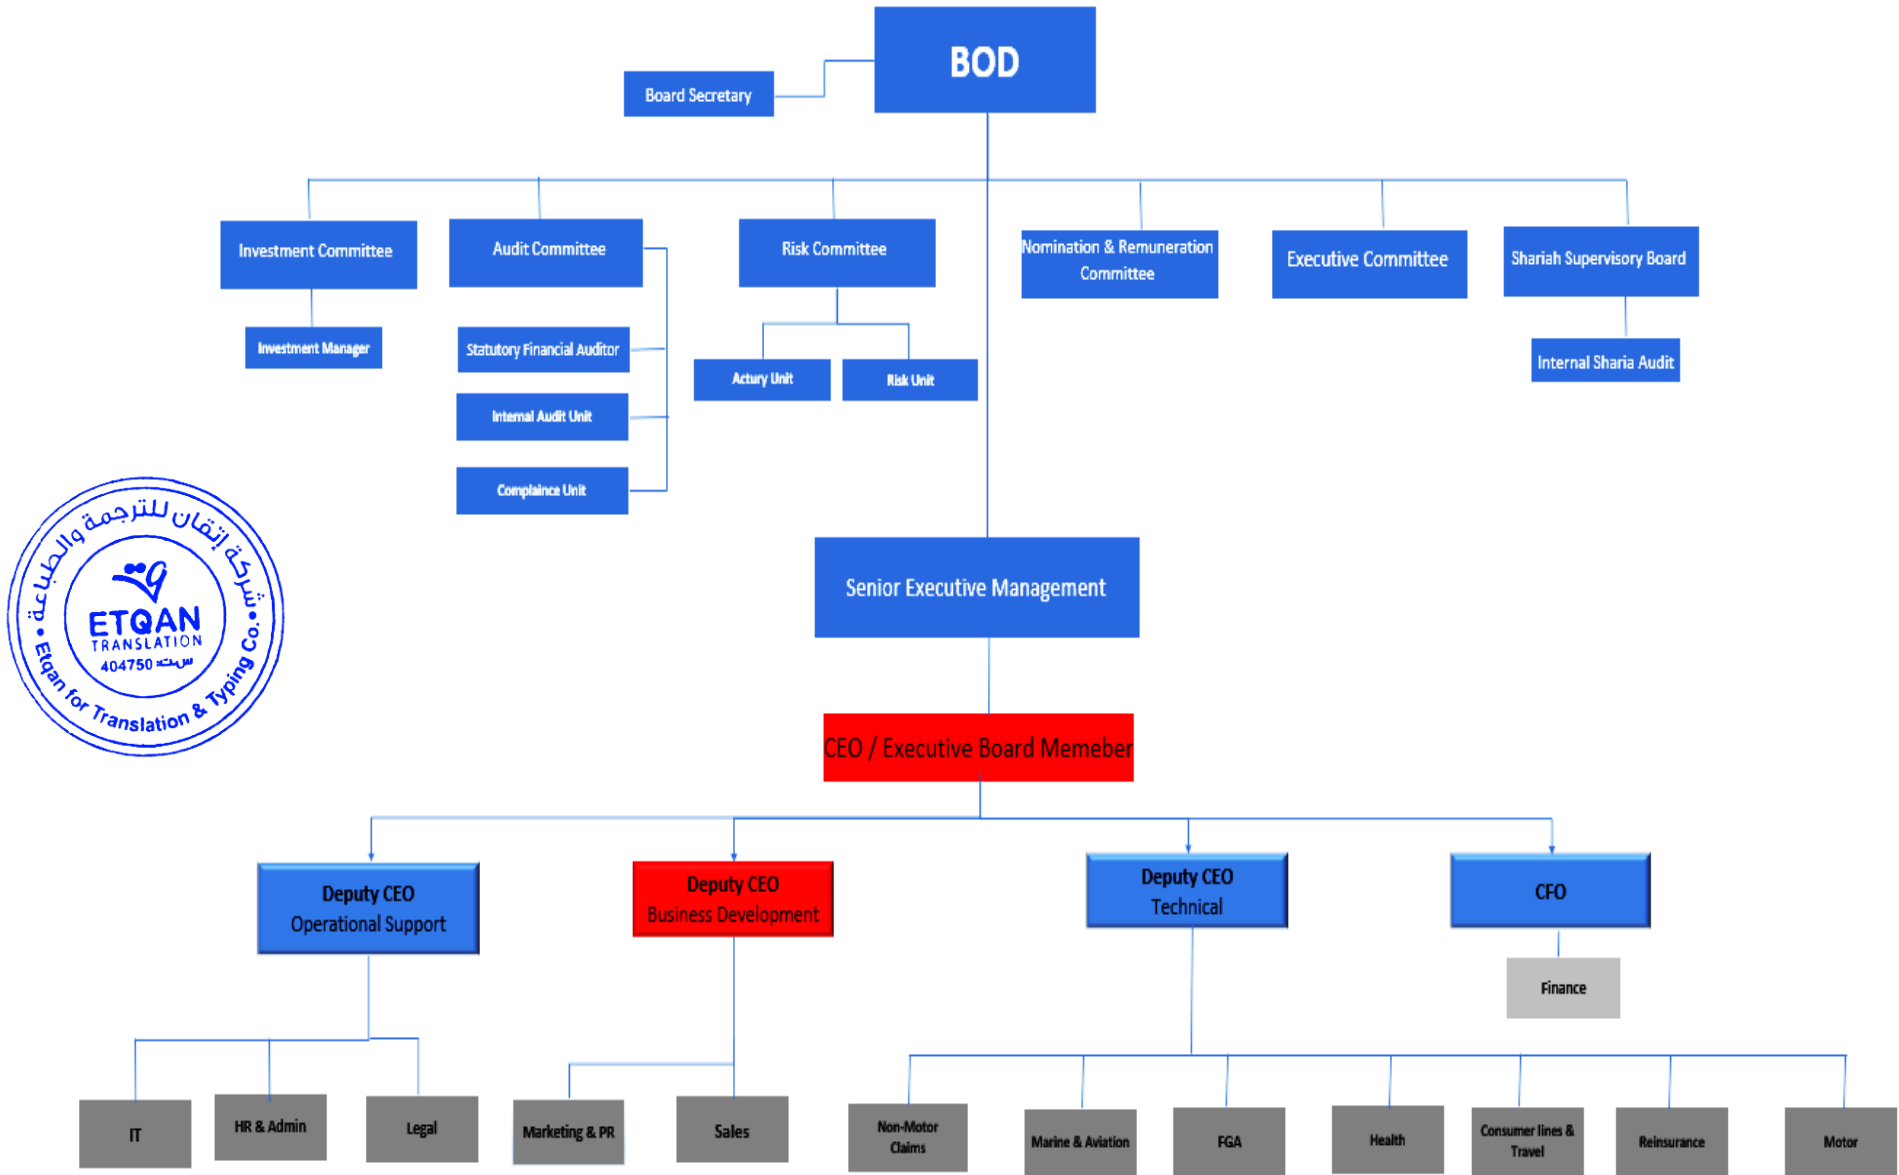 BOD
Board Secretary
Investment Committee
Audit Committee
Risk Committee
Nomination & Remuneration
Committee
Executive Committee
Shariah Supervisory Board
Investment Manager
Statutory Financial Auditor
Internal Audit Unit
Complaince Unit
Actury Unit
Risk Unit
Internal Sharia Audit
شركة إتقان للترجمة والطباعة
ETQAN
TRANSLATION
س.ت: 404750
Etqan for Translation & Typing Co.
Senior Executive Management
CEO / Executive Board Memeber
Deputy CEO
Operational Support
Deputy CEO
Business Development
Deputy CEO
Technical
CFO
Finance
IT
HR & Admin
Legal
Marketing & PR
Sales
Non-Motor
Claims
Marine & Aviation
FGA
Health
Consumer lines &
Travel
Reinsurance
Motor